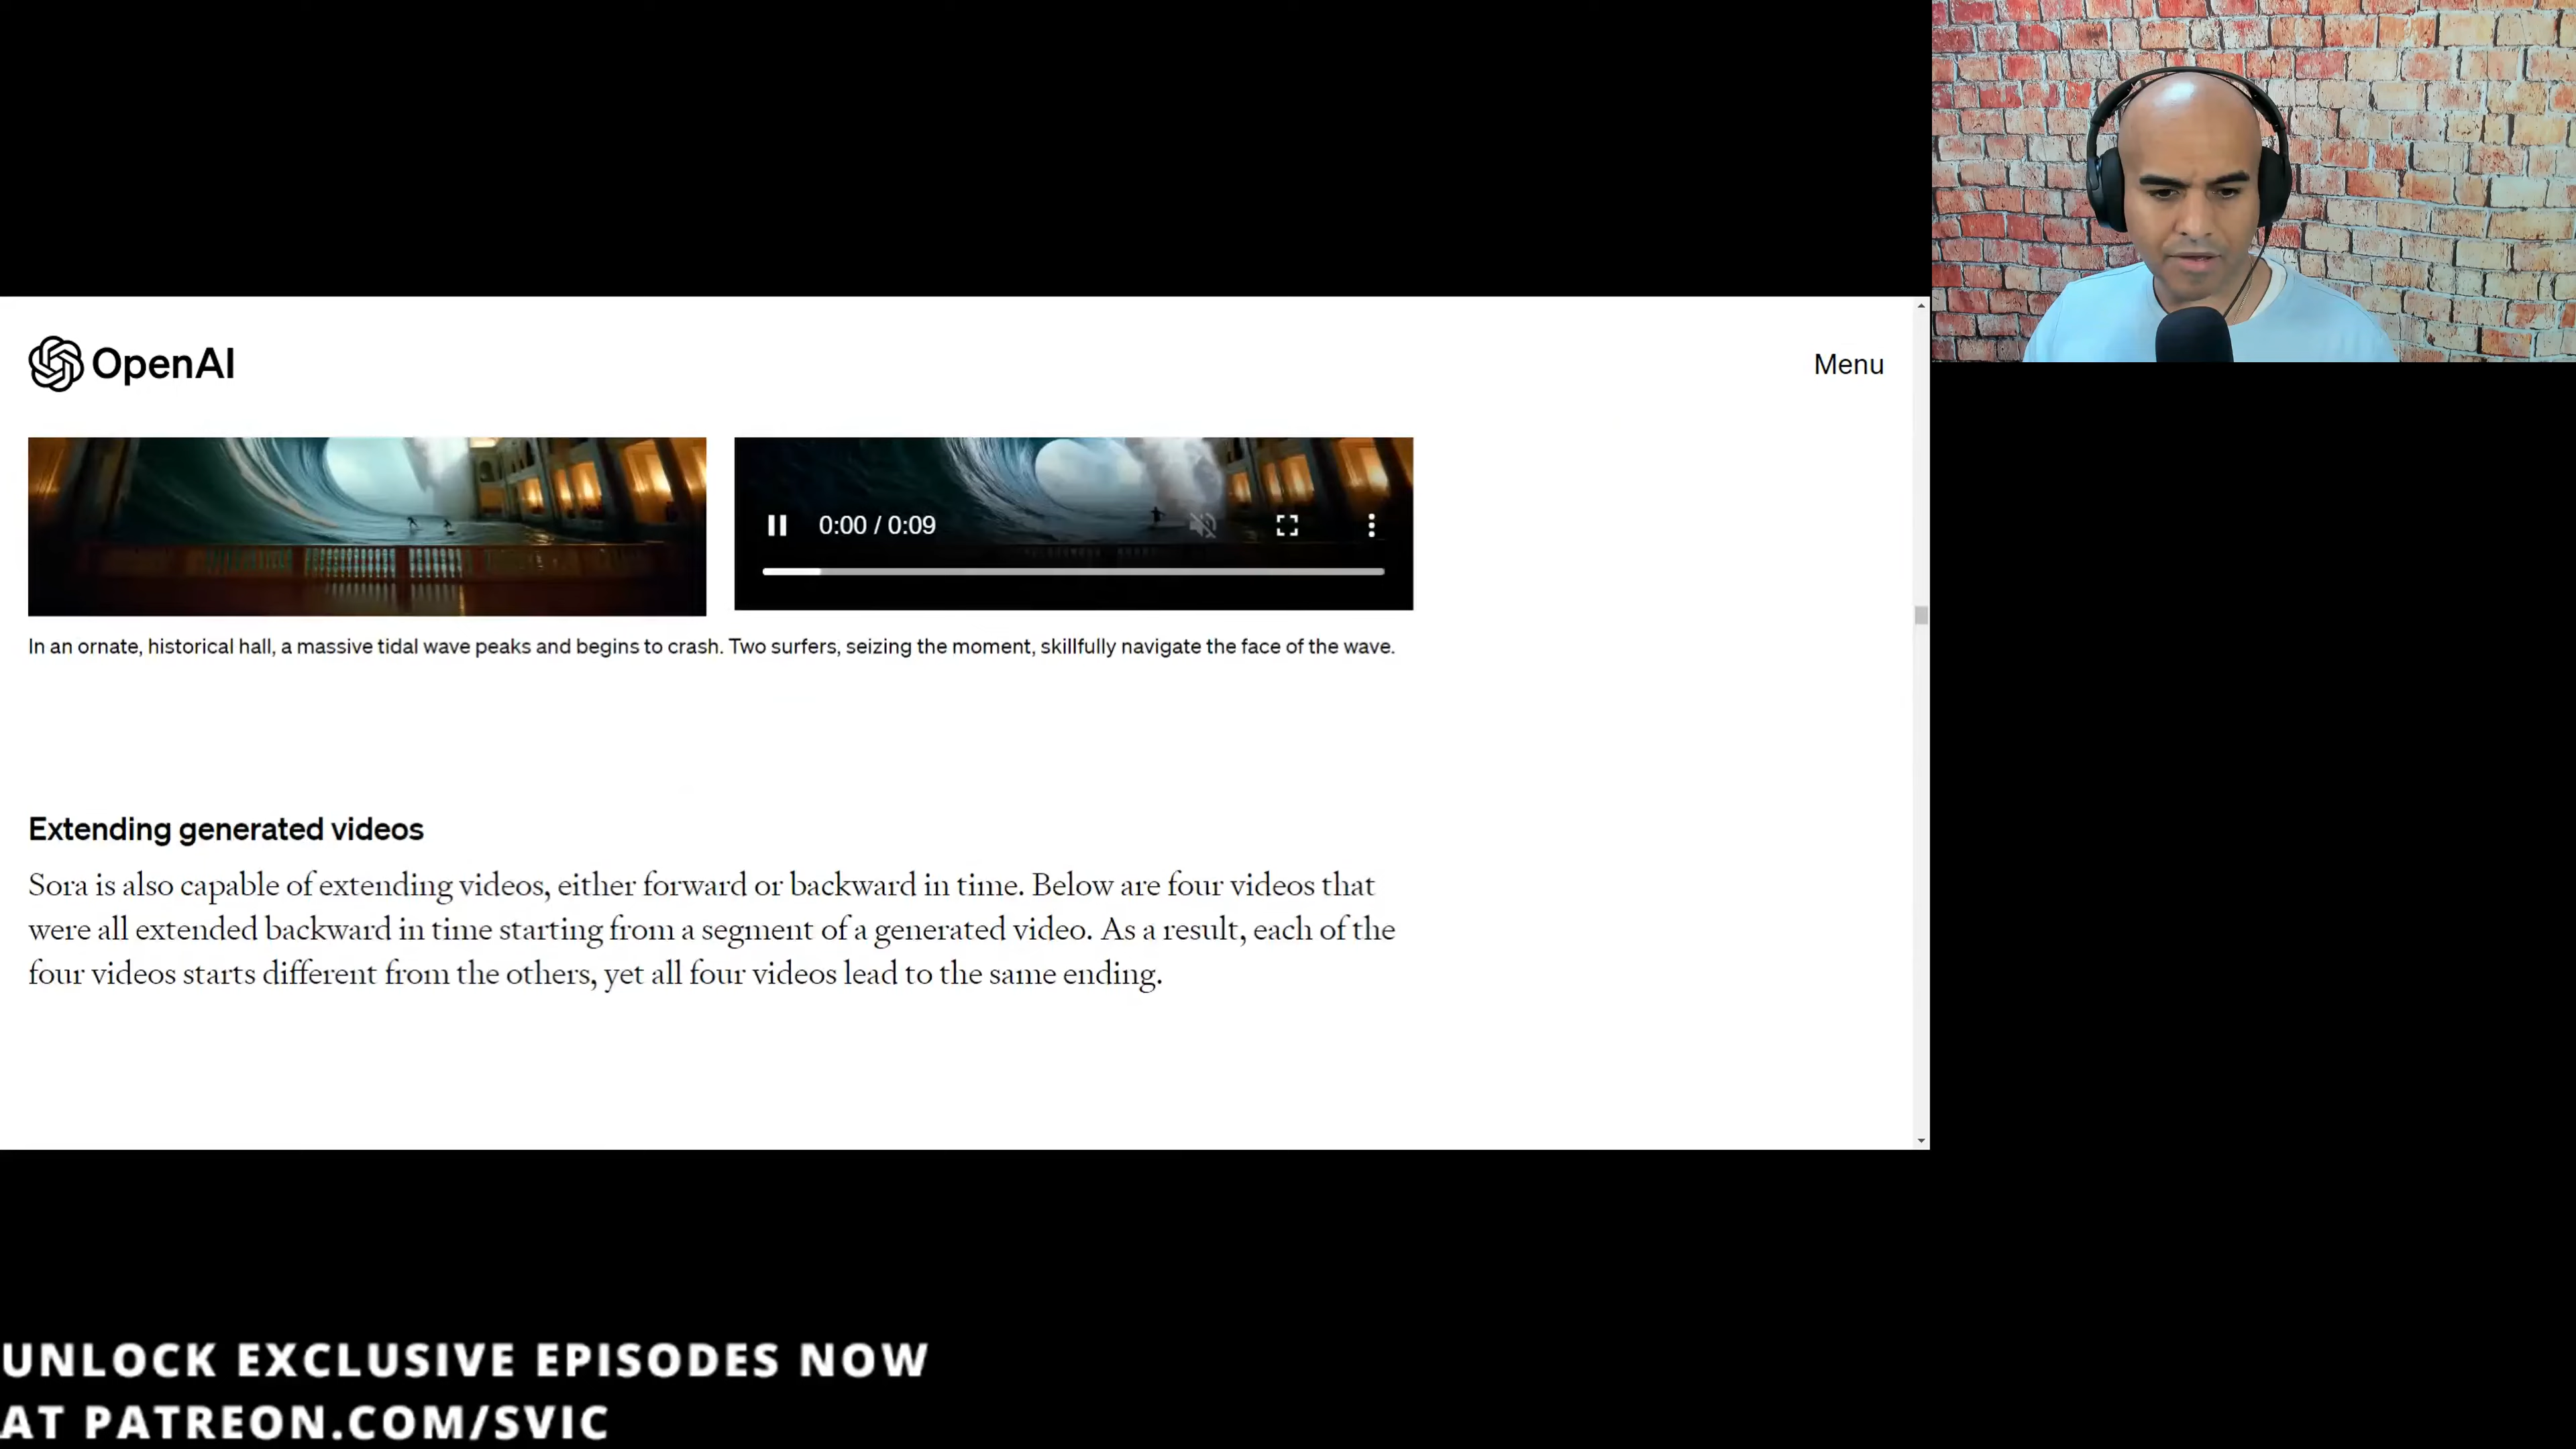 OpenAI
Menu
0:00 / 0:09
In an ornate, historical hall, a massive tidal wave peaks and begins to crash. Two surfers, seizing the moment, skillfully navigate the face of the wave.
Extending generated videos
Sora is also capable of extending videos, either forward or backward in time. Below are four videos that
were all extended backward in time starting from a segment of a generated video. As a result, each of the
four videos starts different from the others, yet all four videos lead to the same ending.
UNLOCK EXCLUSIVE EPISODES NOW
AT PATREON.COM/SVIC